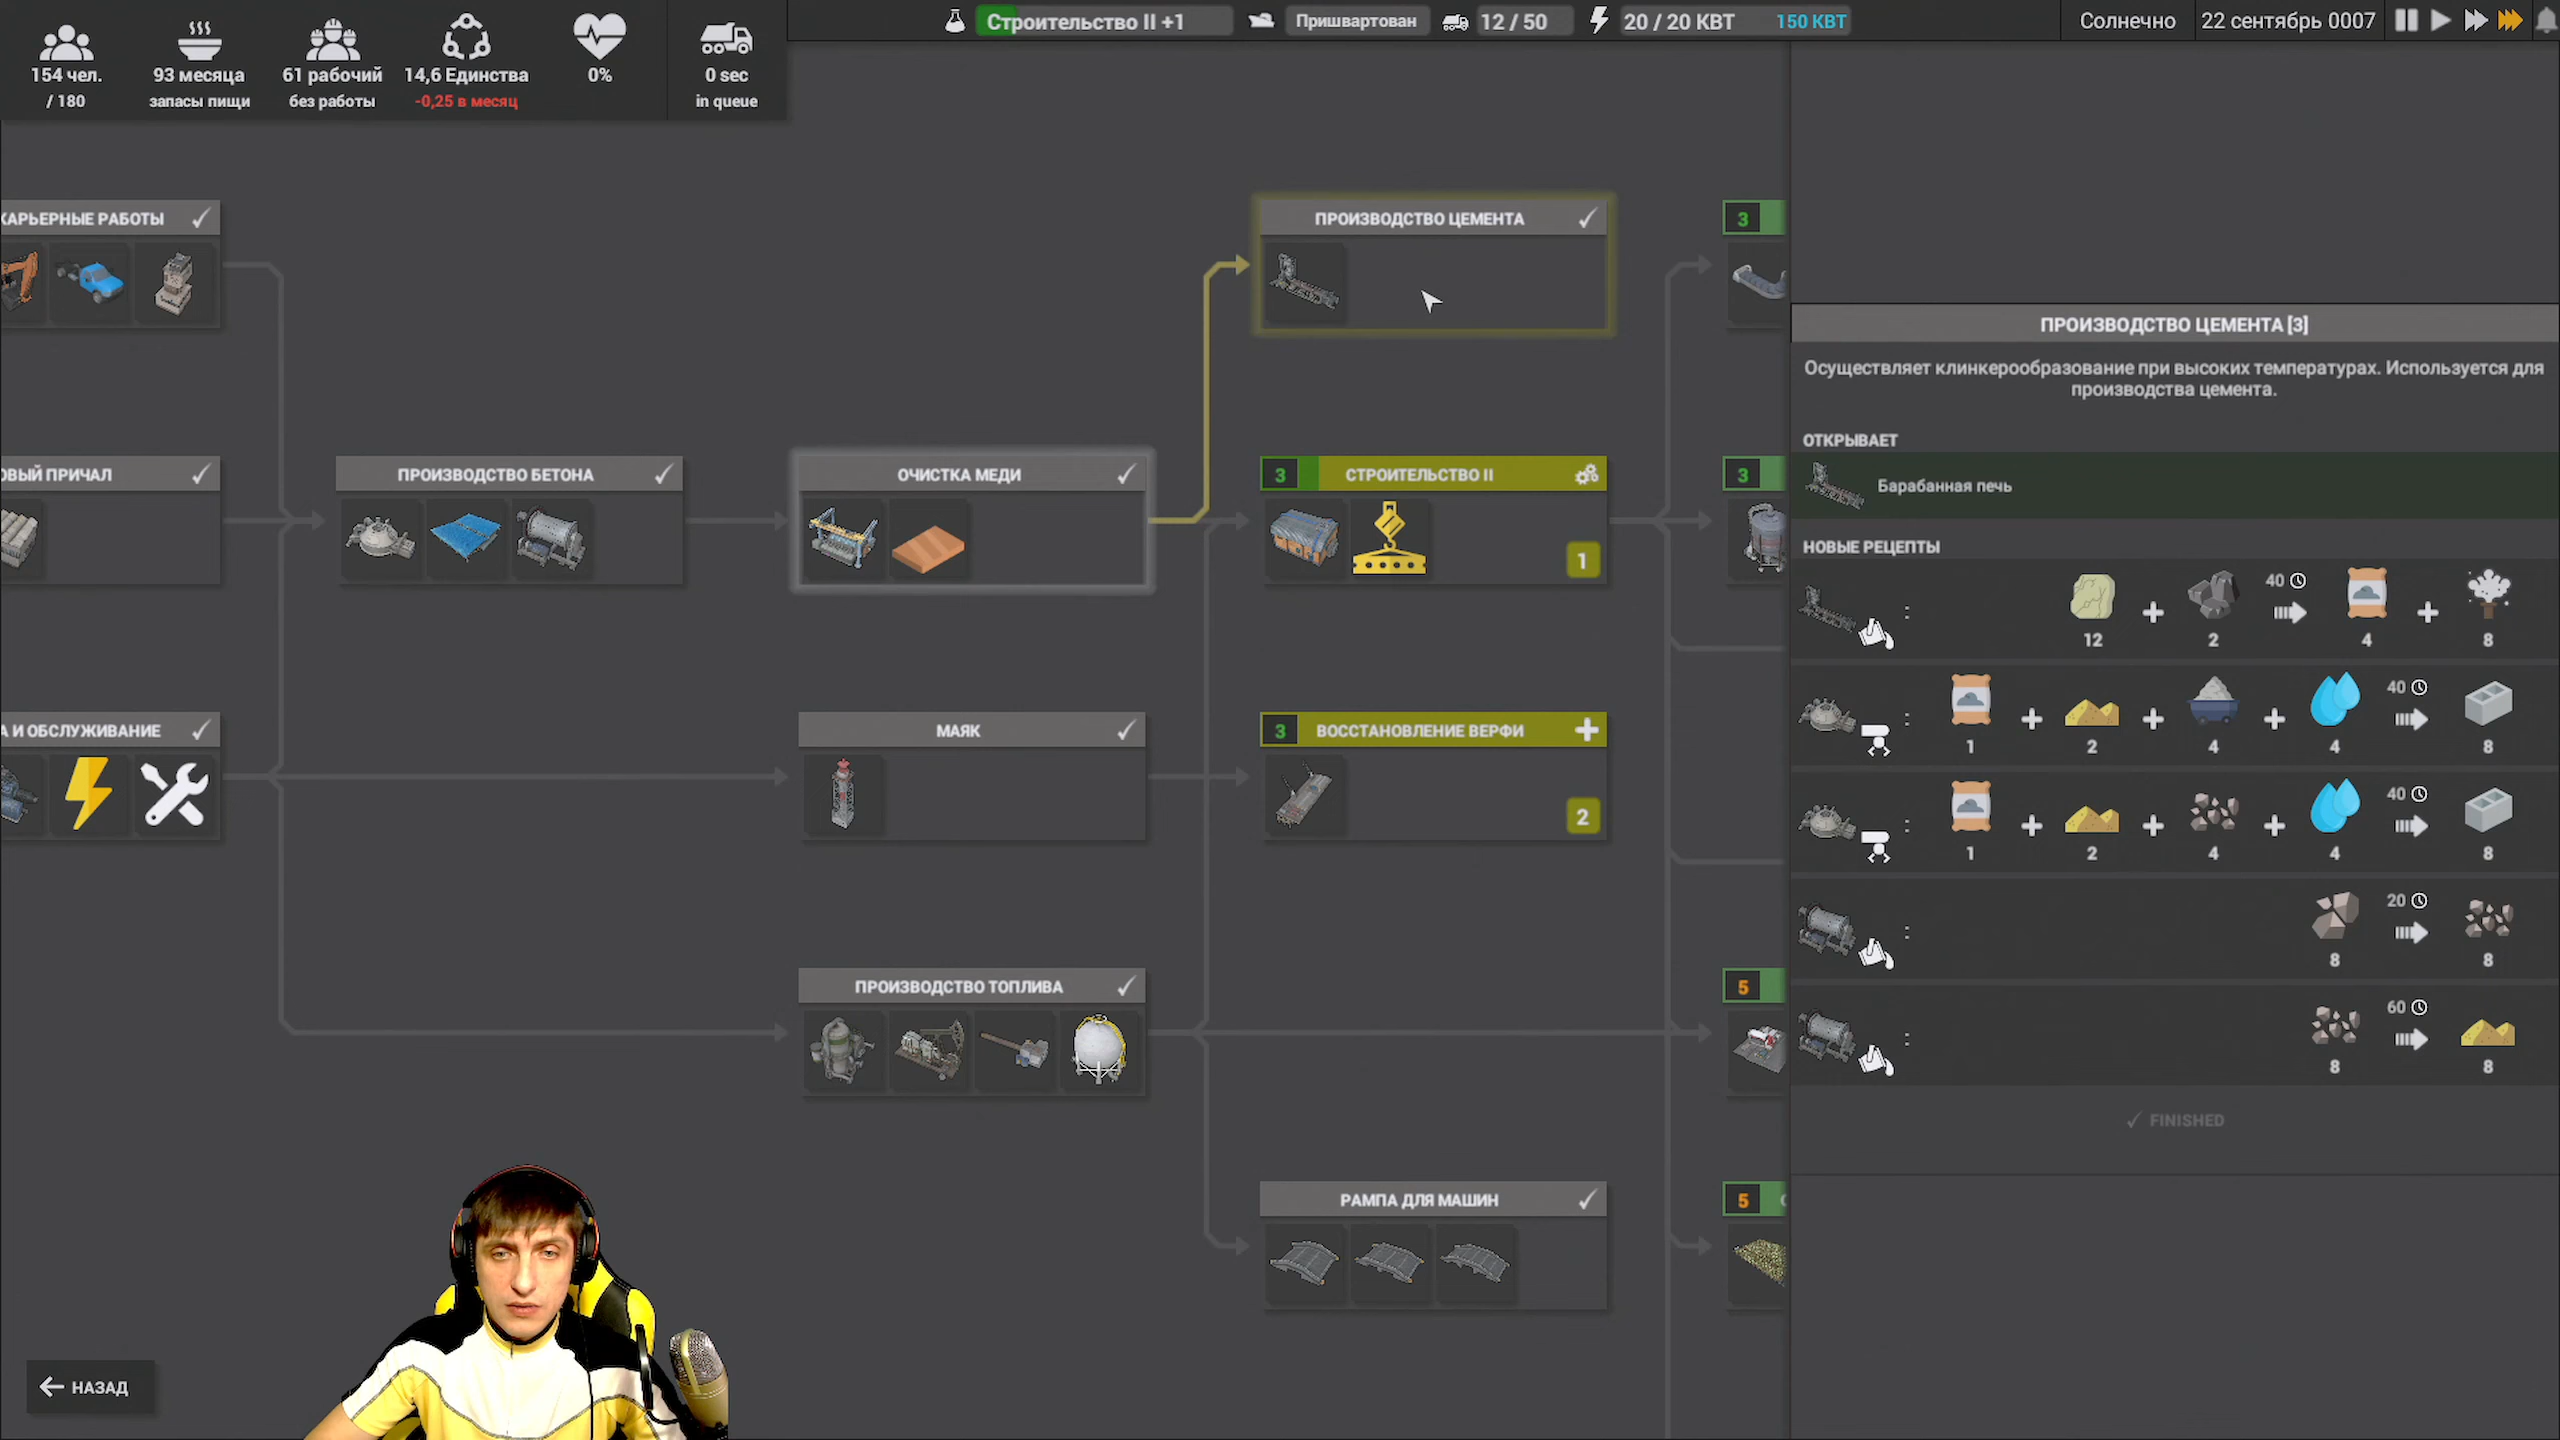 154 чел.
/ 180
93 месяца
запасы пищи
61 рабочий
без работы
14,6 Единства
-0,25 в месяц
0%
0 sec
in queue
Строительство II +1
Пришвартован
12 / 50
20 / 20 КВТ
150 КВТ
Солнечно
22 сентябрь 0007
КАРЬЕРНЫЕ РАБОТЫ
ПРОИЗВОДСТВО ЦЕМЕНТА
3
ОВЫЙ ПРИЧАЛ
ПРОИЗВОДСТВО БЕТОНА
ОЧИСТКА МЕДИ
3
СТРОИТЕЛЬСТВО II
1
3
А И ОБСЛУЖИВАНИЕ
МАЯК
3
ВОССТАНОВЛЕНИЕ ВЕРФИ
2
ПРОИЗВОДСТВО ТОПЛИВА
5
РАМПА ДЛЯ МАШИН
5
НАЗАД
ПРОИЗВОДСТВО ЦЕМЕНТА [3]
Осуществляет клинкерообразование при высоких температурах. Используется для
производства цемента.
ОТКРЫВАЕТ
Барабанная печь
НОВЫЕ РЕЦЕПТЫ
: + 40 +
12 2 4 8
: + + + 40
1 2 4 4 8
: + + + 40
1 2 4 4 8
: 20
8 8
: 60
8 8
FINISHED